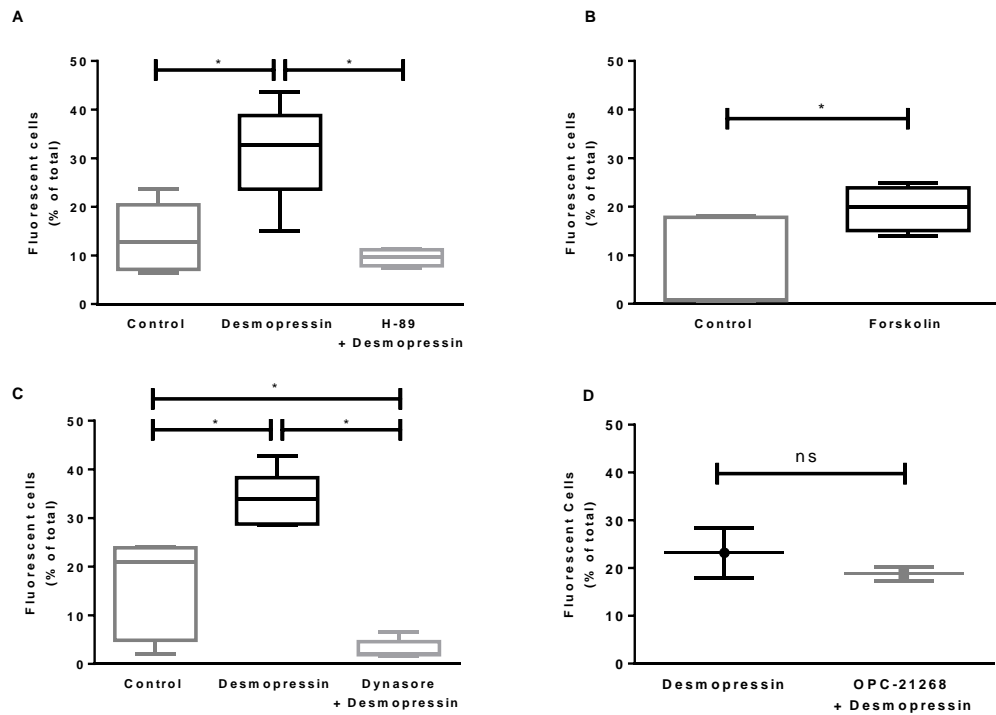 A
Fluorescent cells
(% of total)
50
40
30
20
10
0
*
*
Control
Desmopressin
H-89
+ Desmopressin
B
Fluorescent cells
(% of total)
50
40
30
20
10
0
*
Control
Forskolin
C
Fluorescent cells
(% of total)
50
40
30
20
10
0
*
*
*
Control
Desmopressin
Dynasore
+ Desmopressin
D
Fluorescent Cells
(% of total)
50
40
30
20
10
0
ns
Desmopressin
OPC-21268
+ Desmopressin